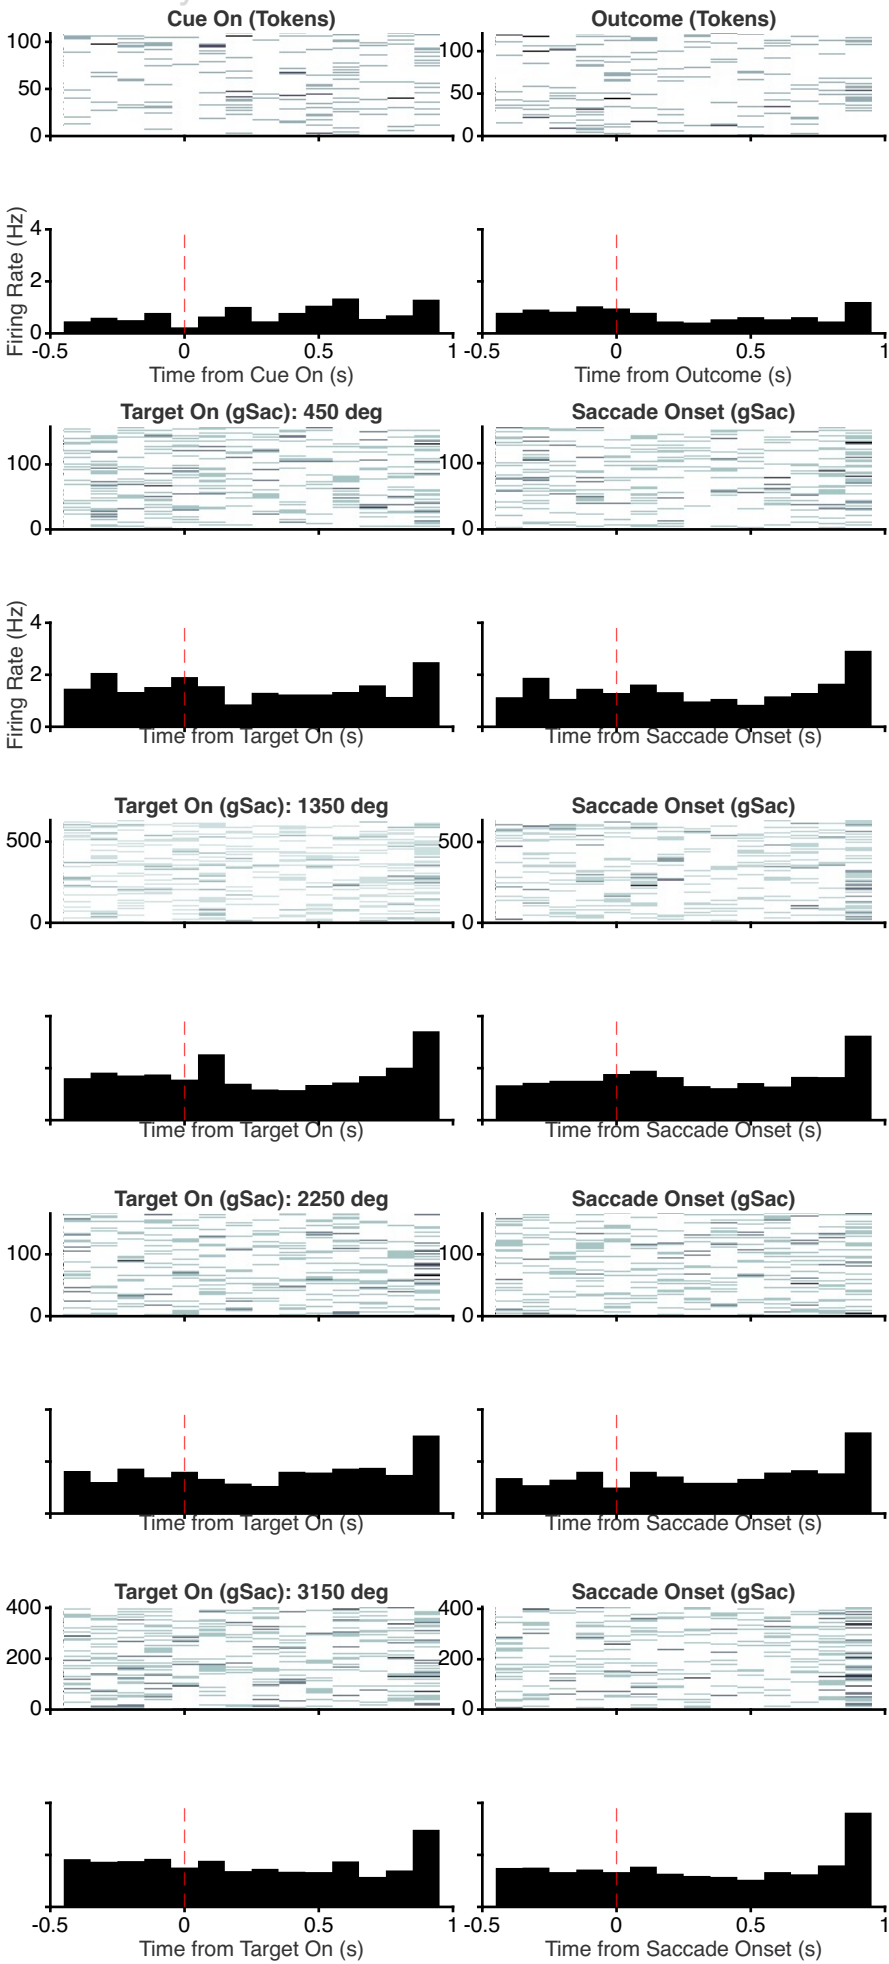 Cue On (Tokens)
Outcome (Tokens)
100
50
0
100
50
0
Firing Rate (Hz)
4
2
0
-0.5 0 0.5 1
-0.5 0 0.5 1
Time from Cue On (s)
Time from Outcome (s)
Target On (gSac): 450 deg
Saccade Onset (gSac)
100
0
100
0
Firing Rate (Hz)
4
2
0
Time from Target On (s)
Time from Saccade Onset (s)
Target On (gSac): 1350 deg
Saccade Onset (gSac)
500
0
500
0
Time from Target On (s)
Time from Saccade Onset (s)
Target On (gSac): 2250 deg
Saccade Onset (gSac)
100
0
100
0
Time from Target On (s)
Time from Saccade Onset (s)
Target On (gSac): 3150 deg
Saccade Onset (gSac)
400
200
0
400
200
0
-0.5 0 0.5 1
-0.5 0 0.5 1
Time from Target On (s)
Time from Saccade Onset (s)